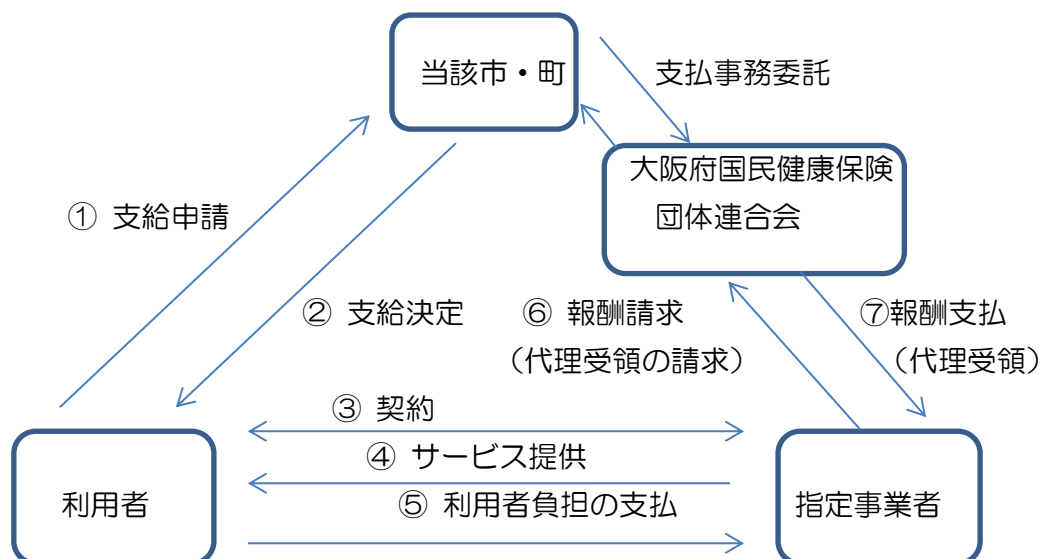 当該市・町
支払事務委託
大阪府国民健康保険
団体連合会
① 支給申請
② 支給決定
⑥ 報酬請求
(代理受領の請求)
⑦報酬支払
(代理受領)
③ 契約
④ サービス提供
⑤ 利用者負担の支払
利用者
指定事業者